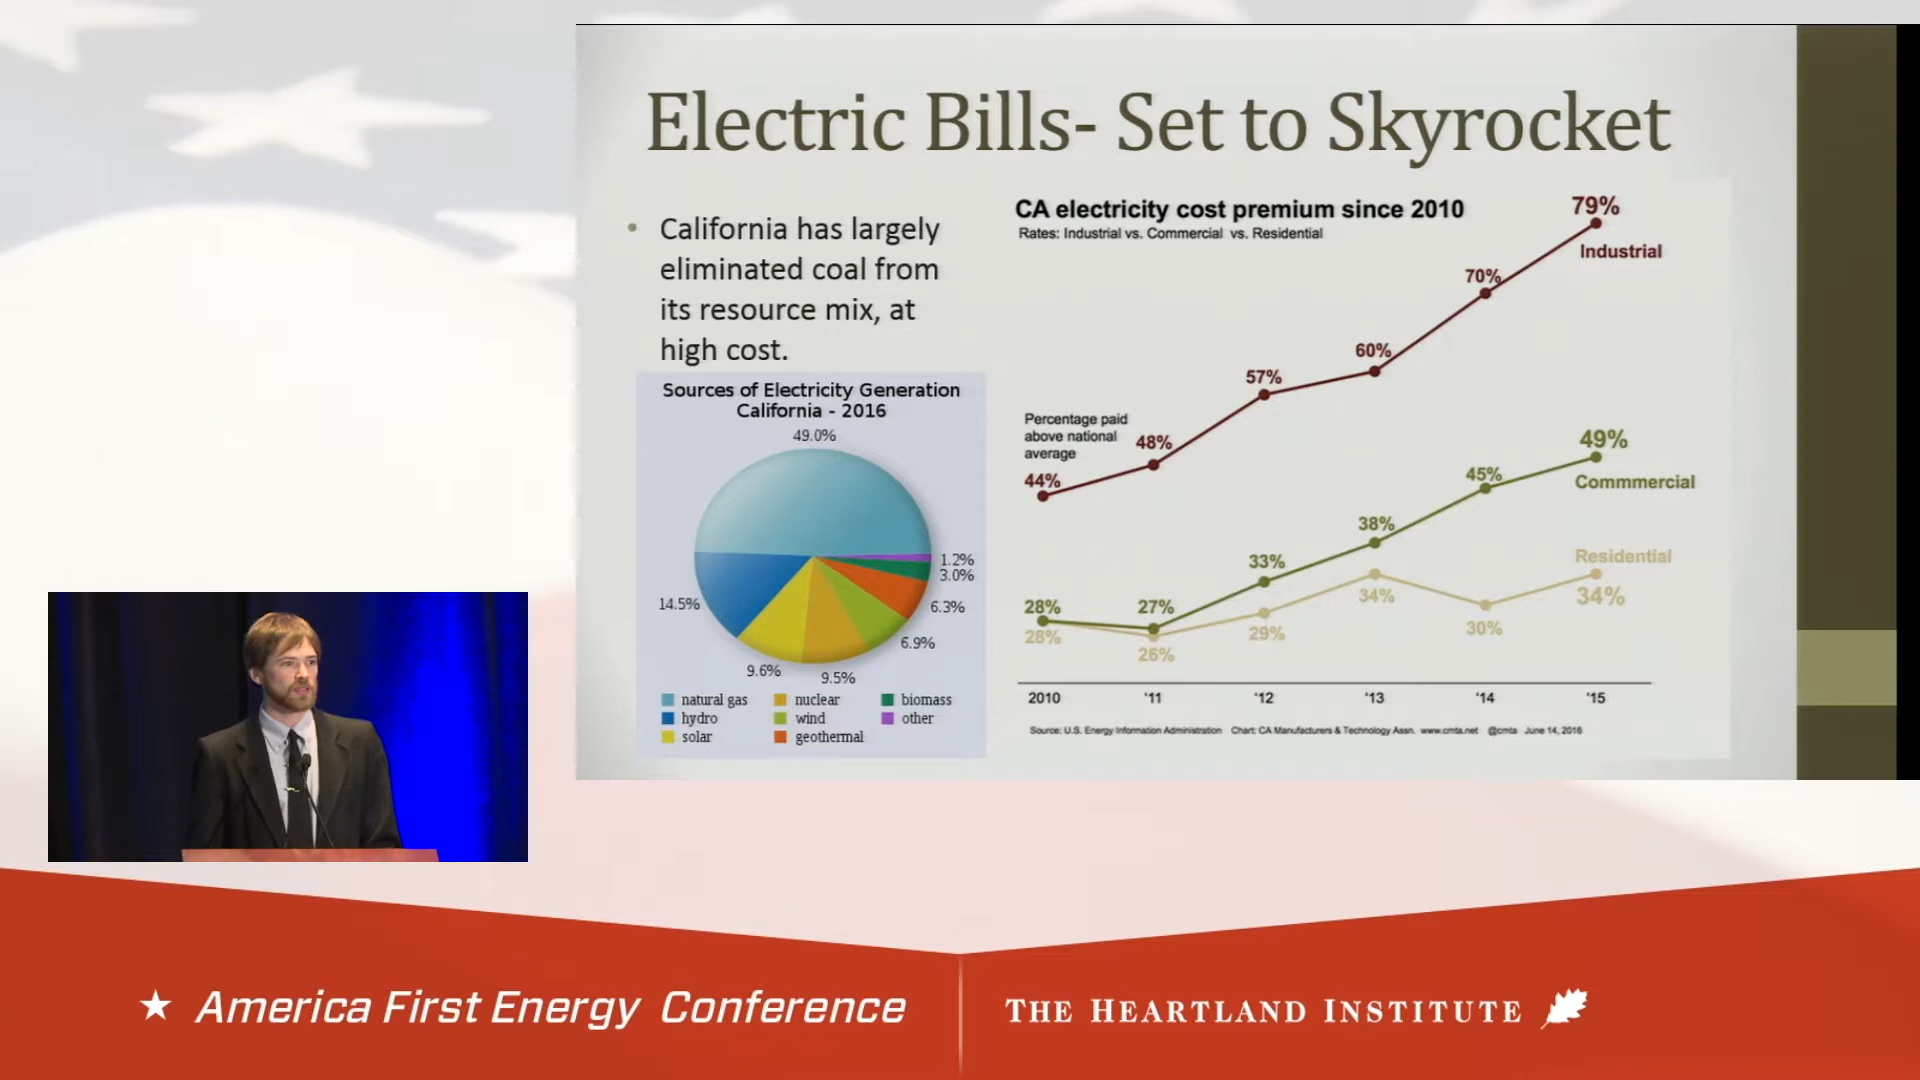 Electric Bills- Set to Skyrocket
• California has largely
eliminated coal from
its resource mix, at
high cost.
Sources of Electricity Generation
California - 2016
49.0%
1.2%
3.0%
6.3%
6.9%
9.5%
9.6%
14.5%
natural gas
nuclear
biomass
hydro
wind
other
solar
geothermal
CA electricity cost premium since 2010
Rates: Industrial vs. Commercial vs. Residential
Percentage paid
above national
average
44%
48%
57%
60%
70%
79%
Industrial
28%
27%
33%
38%
45%
49%
Commmercial
28%
26%
29%
34%
30%
34%
Residential
2010 '11 '12 '13 '14 '15
Source: U.S. Energy Information Administration Chart: CA Manufacturers & Technology Assn. www.cmta.net @cmta June 14, 2016
America First Energy Conference
THE HEARTLAND INSTITUTE